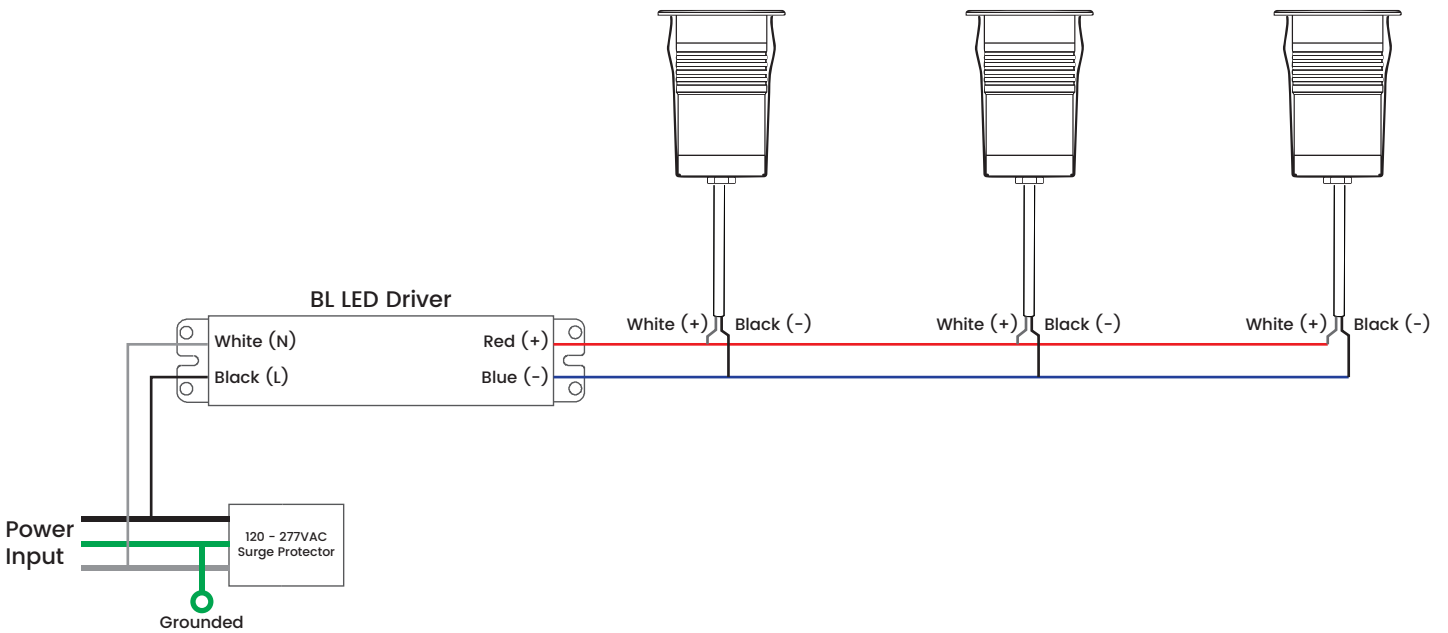 BL LED Driver
White (N)
Red (+)
Black (L)
Blue (-)
White (+)
Black (-)
White (+)
Black (-)
White (+)
Black (-)
Power
Input
120 - 277VAC
Surge Protector
Grounded